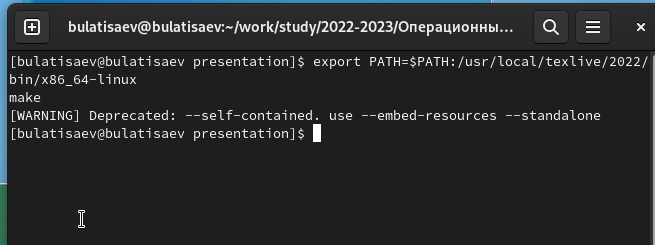 bulatisaev@bulatisaev:~/work/study/2022-2023/Операционны...
[bulatisaev@bulatisaev presentation]$ export PATH=$PATH:/usr/local/texlive/2022/
bin/x86_64-linux
make
[WARNING] Deprecated: --self-contained. use --embed-resources --standalone
[bulatisaev@bulatisaev presentation]$